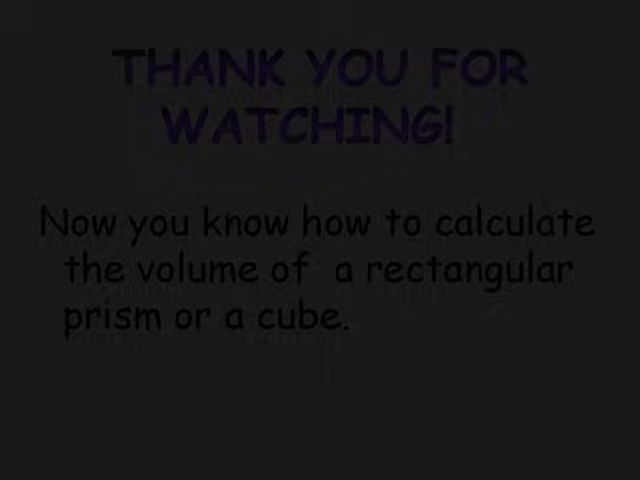 THANK YOU FOR
WATCHING!
Now you know how to calculate
the volume of a rectangular
prism or a cube.